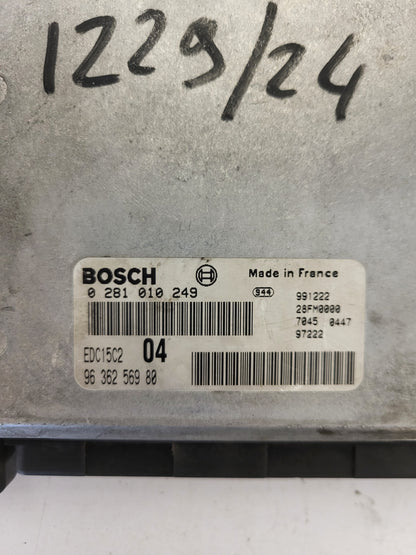 1229/24
BOSCH Made in France
0 281 010 249 944 991222
28FM0000
7045 0447
EDC15C2 04 97222
96 362 569 80